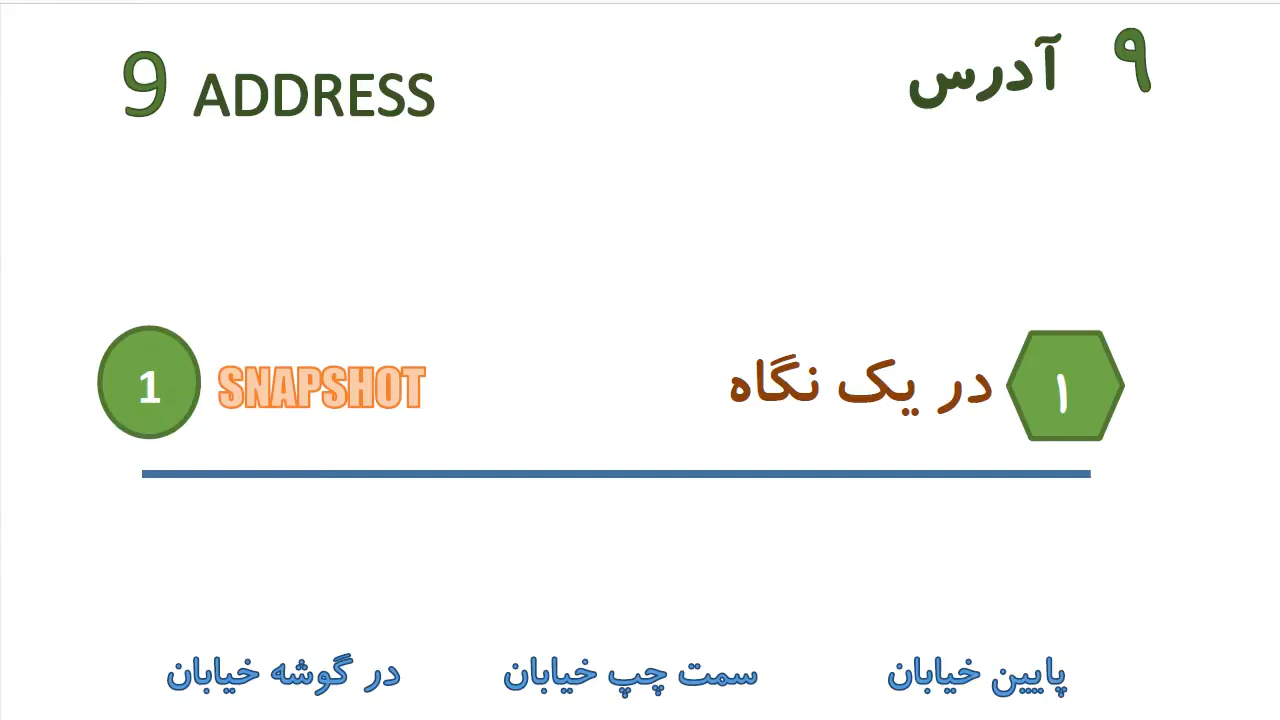 9 ADDRESS
۹ آدرس
1 SNAPSHOT
۱ در یک نگاه
پایین خیابان
سمت چپ خیابان
در گوشه خیابان